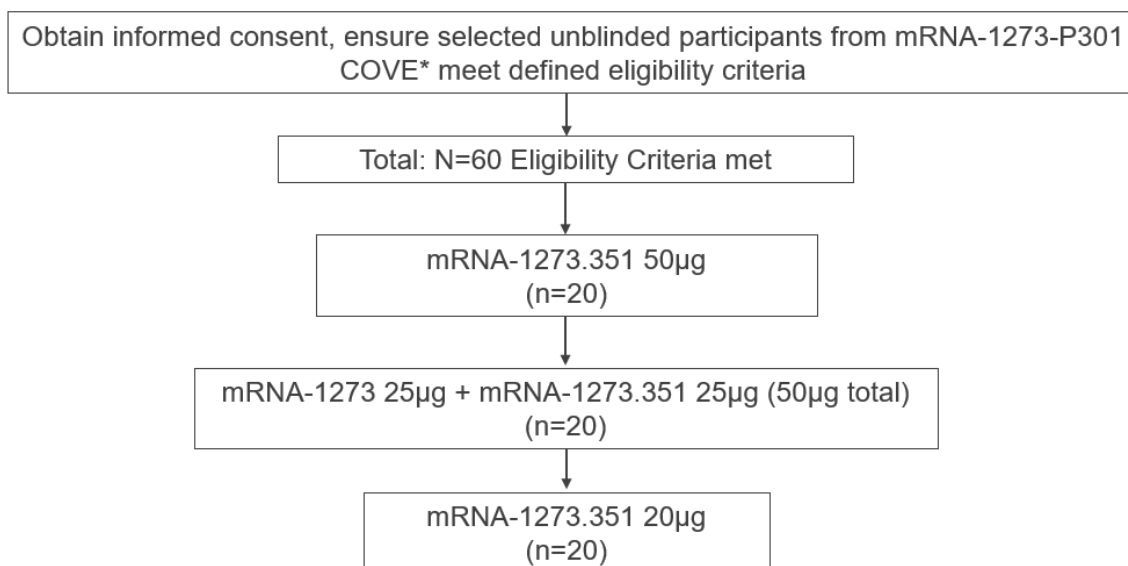 Obtain informed consent, ensure selected unblinded participants from mRNA-1273-P301
COVE* meet defined eligibility criteria
Total: N=60 Eligibility Criteria met
mRNA-1273.351 50µg
(n=20)
mRNA-1273 25µg + mRNA-1273.351 25µg (50µg total)
(n=20)
mRNA-1273.351 20µg
(n=20)